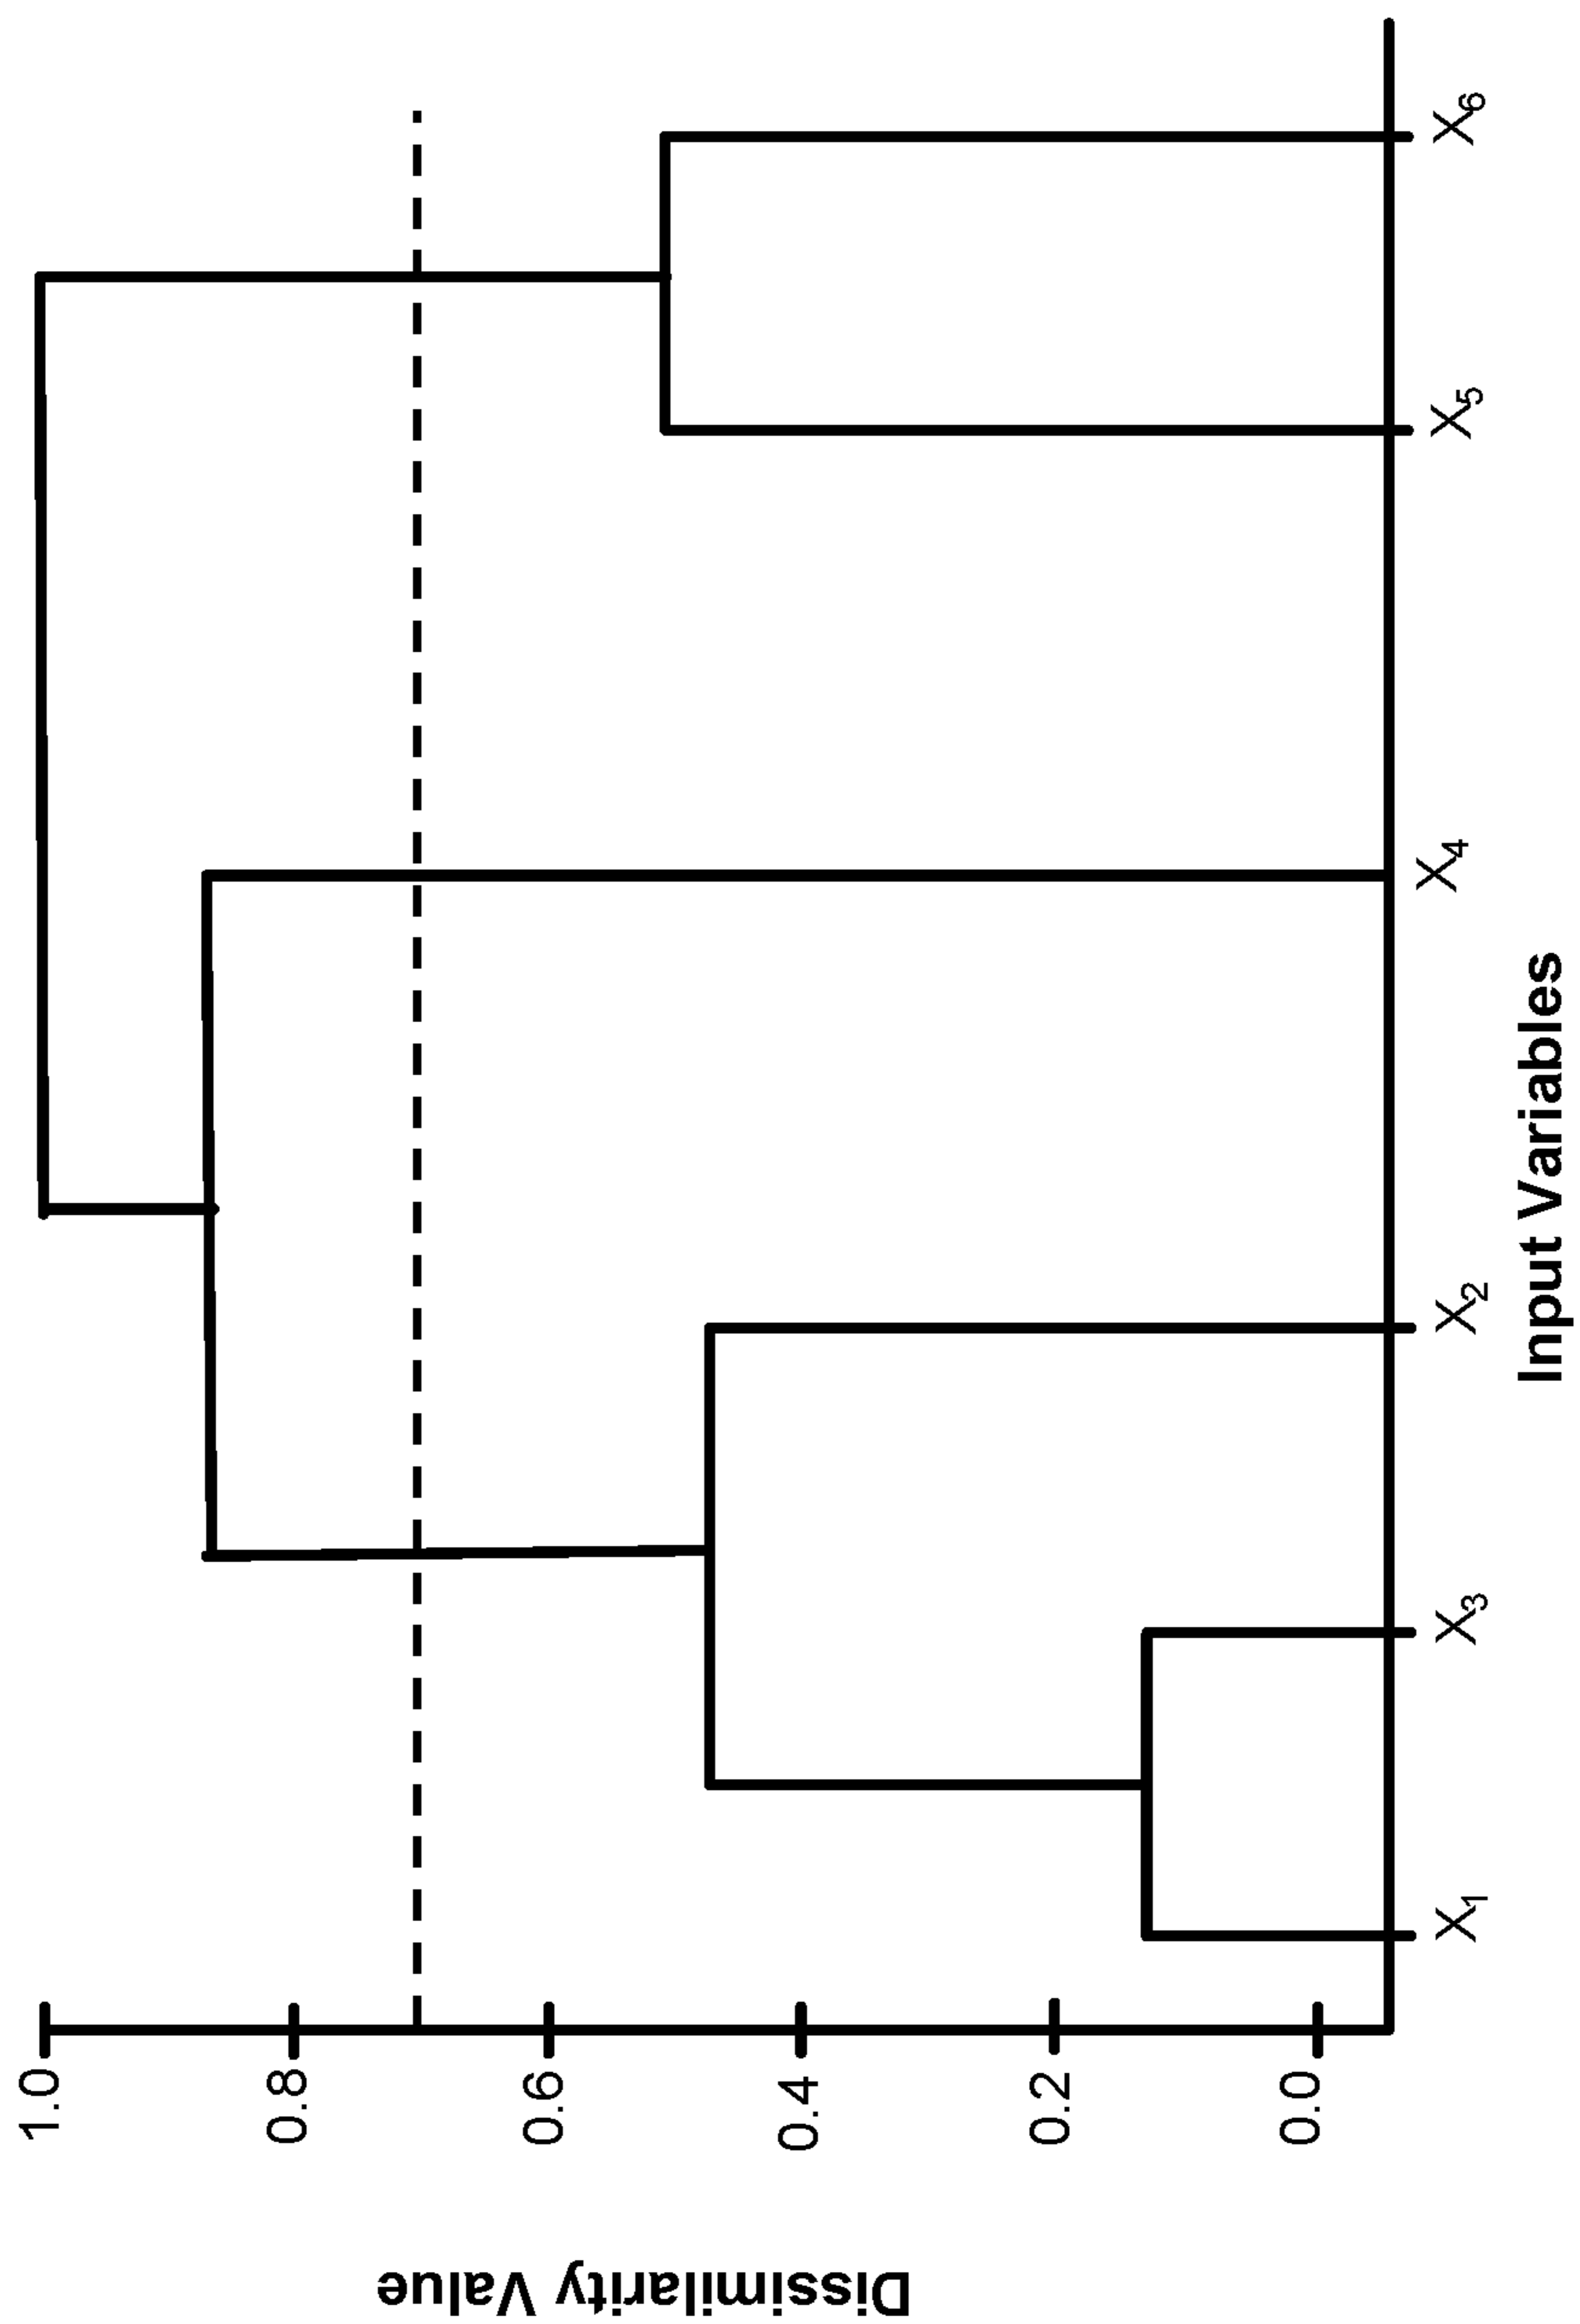 Dissimilarity Value
1.0
0.8
0.6
0.4
0.2
0.0
X1
X3
X2
X4
X5
X6
Input Variables